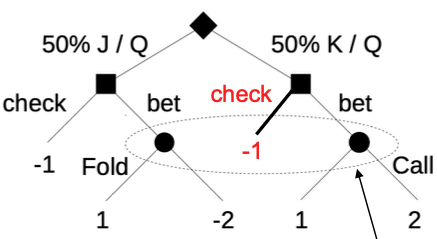 50% J / Q
50% K / Q
check
bet
check
bet
-1
Fold
-1
Call
1
-2
1
2